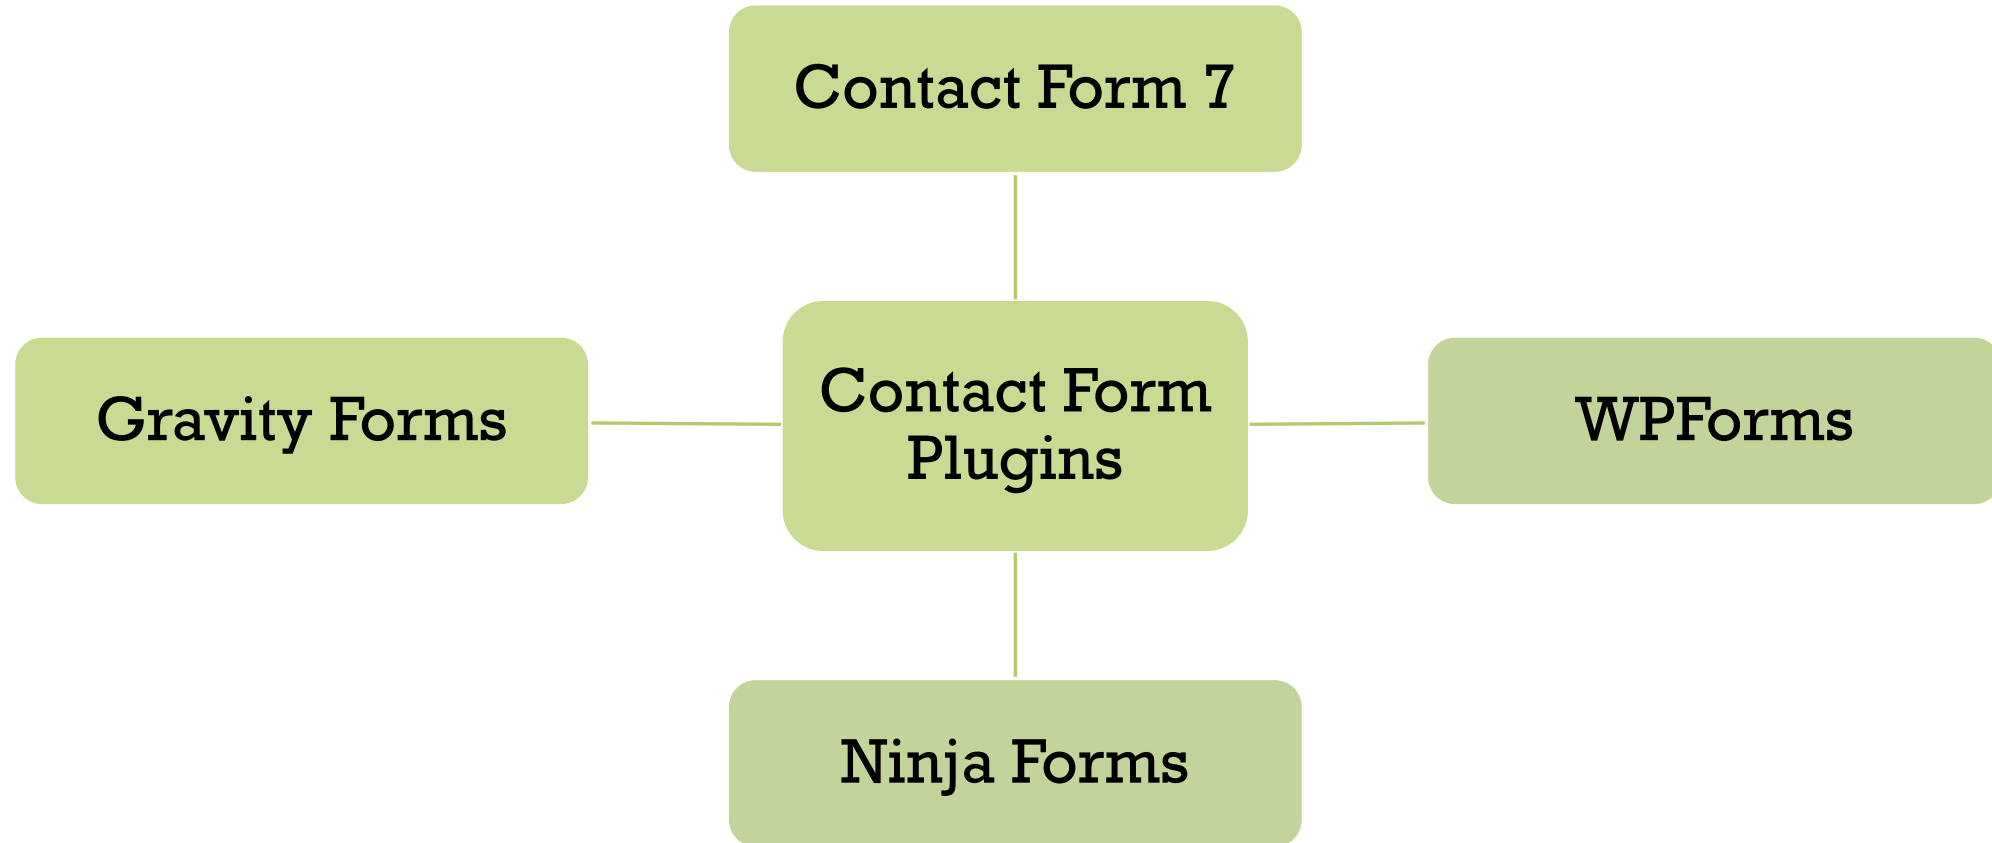 Contact Form 7
Gravity Forms
Contact Form
Plugins
WPForms
Ninja Forms